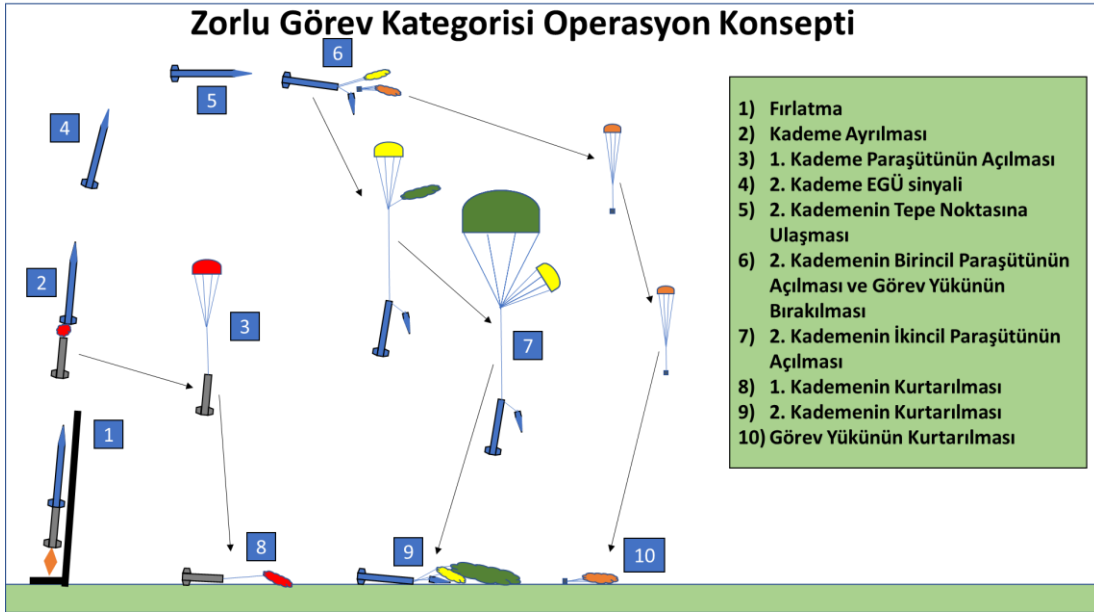 Zorlu Görev Kategorisi Operasyon Konsepti
6
5
4
2
3
7
1
8
9
10
1) Fırlatma
2) Kademe Ayrılması
3) 1. Kademe Paraşütünün Açılması
4) 2. Kademe EGÜ sinyali
5) 2. Kademenin Tepe Noktasına
Ulaşması
6) 2. Kademenin Birincil Paraşütünün
Açılması ve Görev Yükünün
Bırakılması
7) 2. Kademenin İkincil Paraşütünün
Açılması
8) 1. Kademenin Kurtarılması
9) 2. Kademenin Kurtarılması
10) Görev Yükünün Kurtarılması